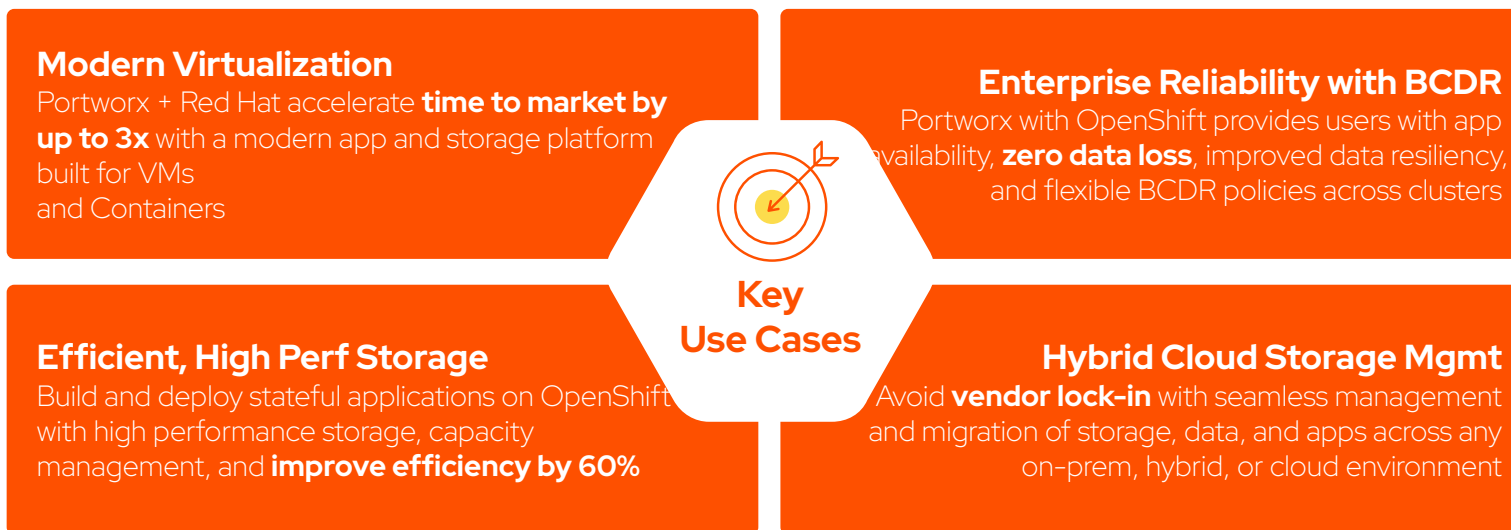 Modern Virtualization
Portworx + Red Hat accelerate time to market by
up to 3x with a modern app and storage platform
built for VMs
and Containers
Enterprise Reliability with BCDR
Portworx with OpenShift provides users with app
availability, zero data loss, improved data resiliency,
and flexible BCDR policies across clusters
Key
Use Cases
Efficient, High Perf Storage
Build and deploy stateful applications on OpenShift
with high performance storage, capacity
management, and improve efficiency by 60%
Hybrid Cloud Storage Mgmt
Avoid vendor lock-in with seamless management
and migration of storage, data, and apps across any
on-prem, hybrid, or cloud environment